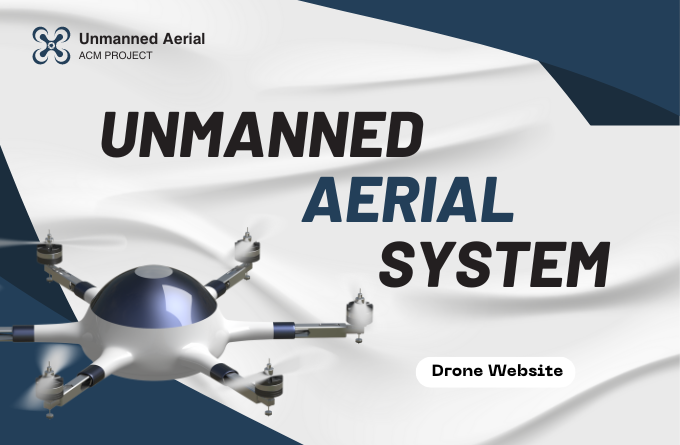 Unmanned Aerial
ACM PROJECT
UNMANNED
AERIAL
SYSTEM
Drone Website